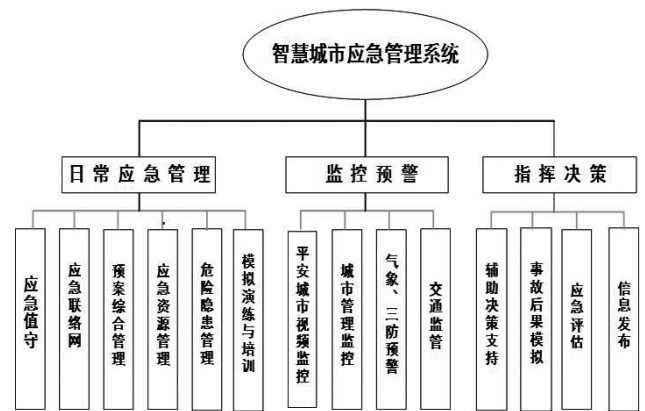 智慧城市应急管理系统
日常应急管理
监控预警
指挥决策
应急值守
应急联络网
预案综合管理
应急资源管理
危险隐患管理
模拟演练与培训
平安城市视频监控
城市管理监控
气象、三防预警
交通监管
辅助决策支持
事故后果模拟
应急评估
信息发布